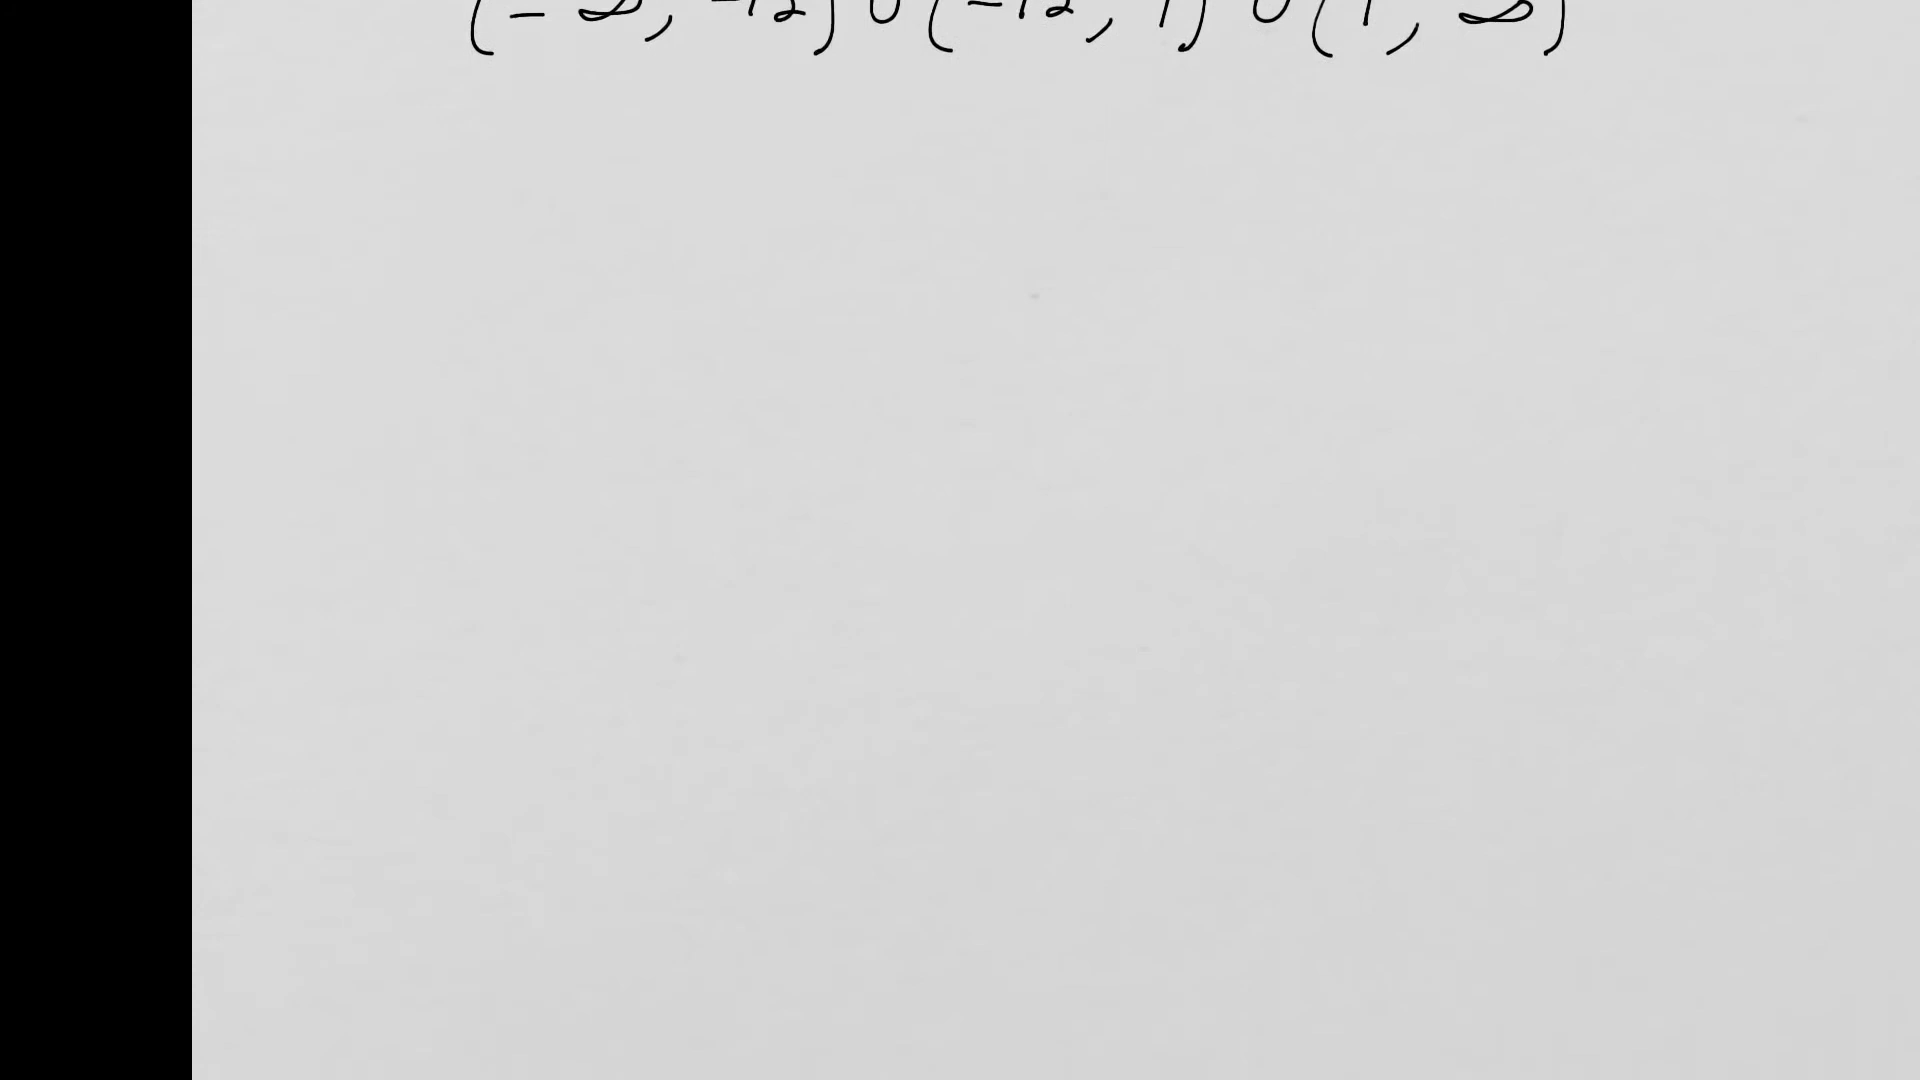 (-∞, -12) ∪ (-12, 1) ∪ (1, ∞)